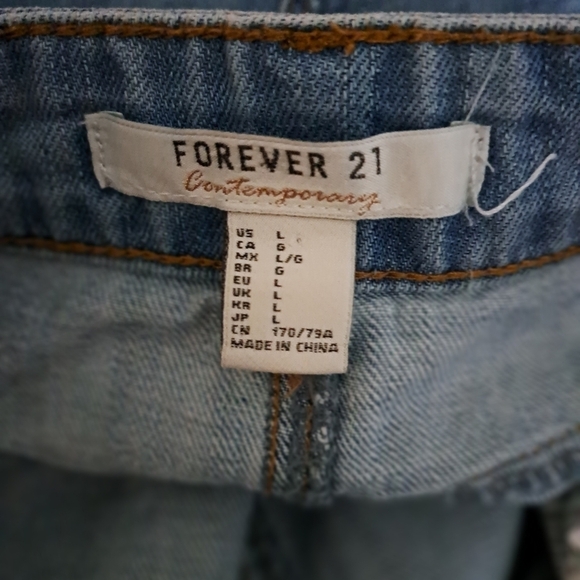 FOREVER 21
Contemporary
US L
CA G
MX L/G
BR G
EU L
UK L
KR L
JP L
CN 170/79A
MADE IN CHINA